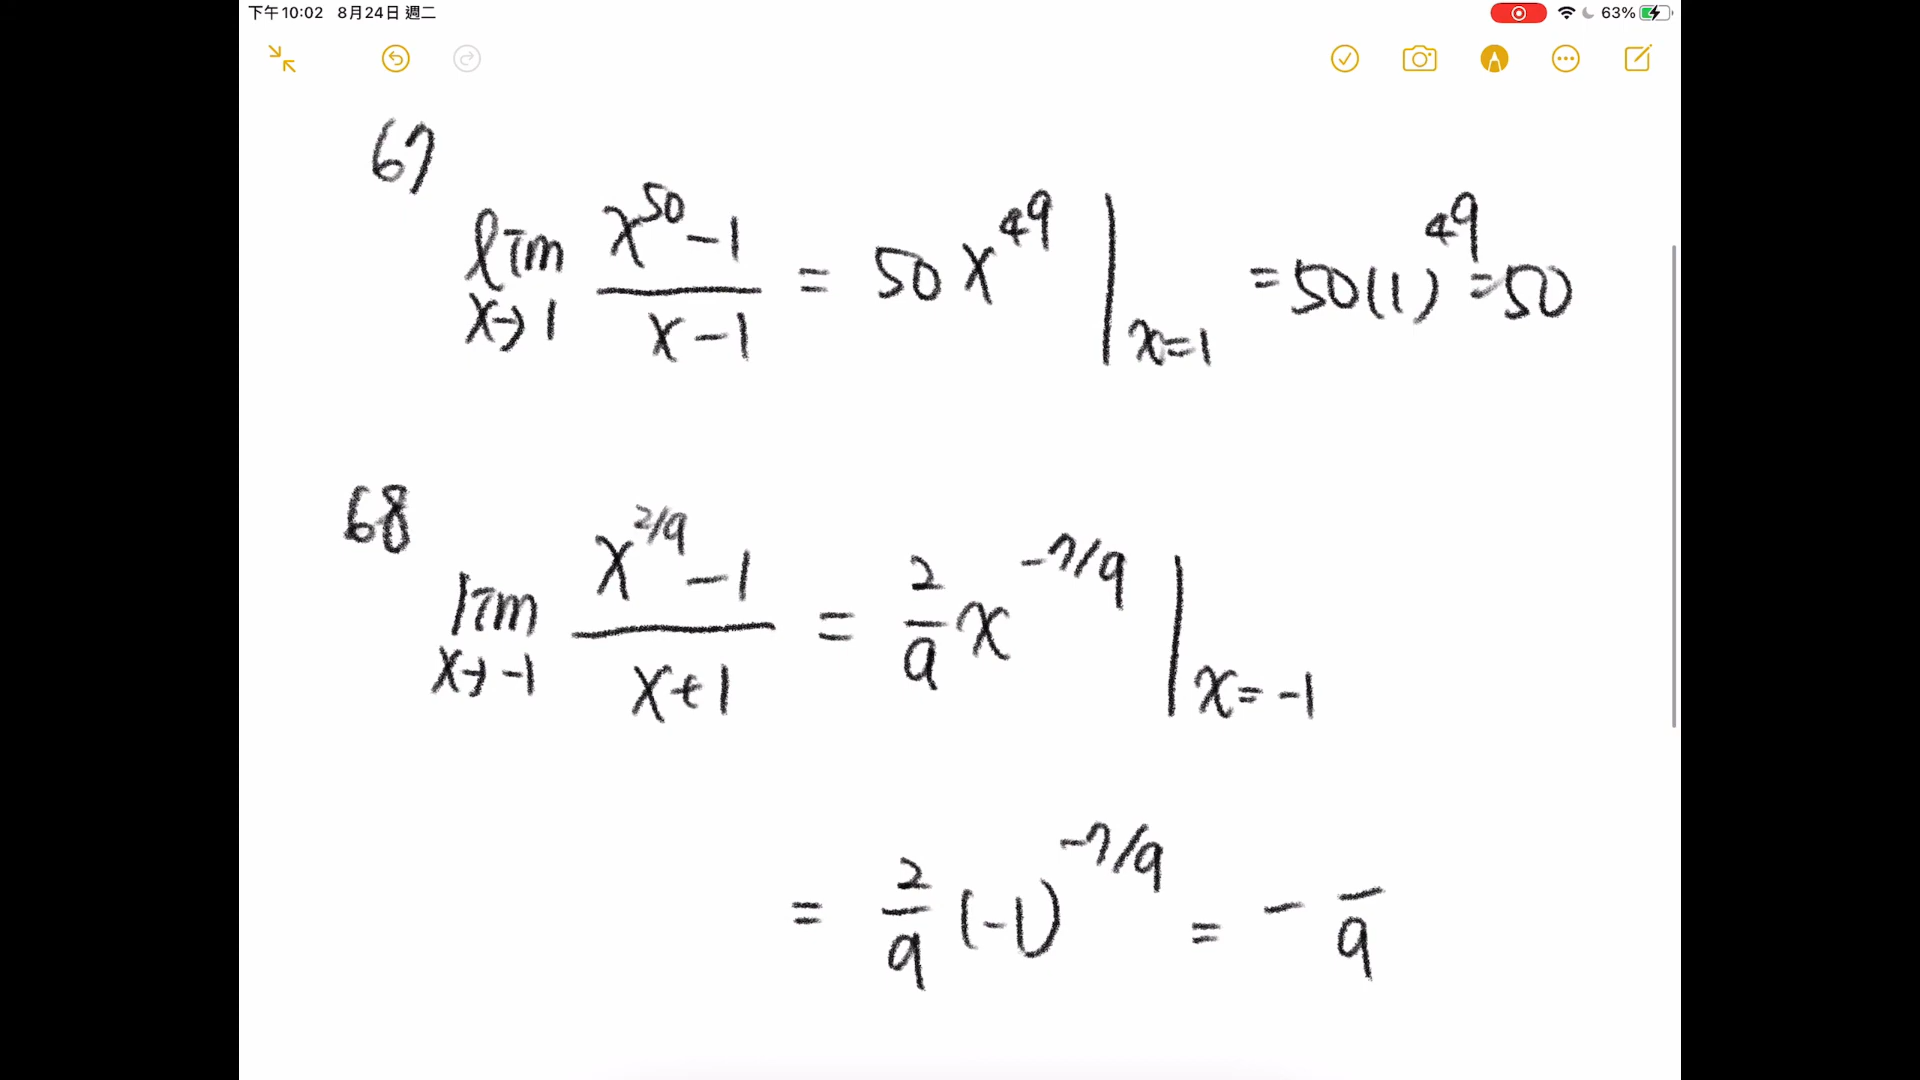 下午10:02 8月24日 週二 63%
67
lim x→1 (x^50 - 1)/(x - 1) = 50x^49 | x=1 = 50(1)^49 = 50
68
lim x→-1 (x^2/9 - 1)/(x + 1) = 2/9 x^-7/9 | x=-1
= 2/9 (-1)^-7/9 = - /9